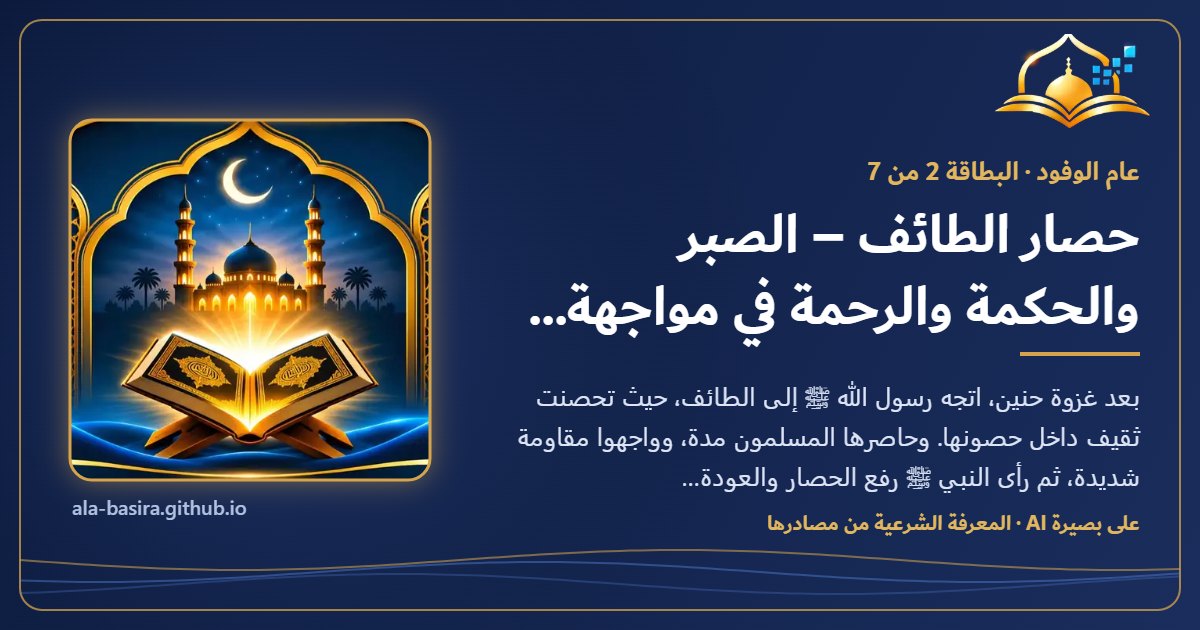 عام الوفود · البطاقة 2 من 7
حصار الطائف – الصبر
والحكمة والرحمة في مواجهة...
بعد غزوة حنين، اتجه رسول الله ﷺ إلى الطائف، حيث تحصنت
ثقيف داخل حصونها. وحاصرها المسلمون مدة، وواجهوا مقاومة
شديدة، ثم رأى النبي ﷺ رفع الحصار والعودة...
على بصيرة AI · المعرفة الشرعية من مصادرها
ala-basira.github.io